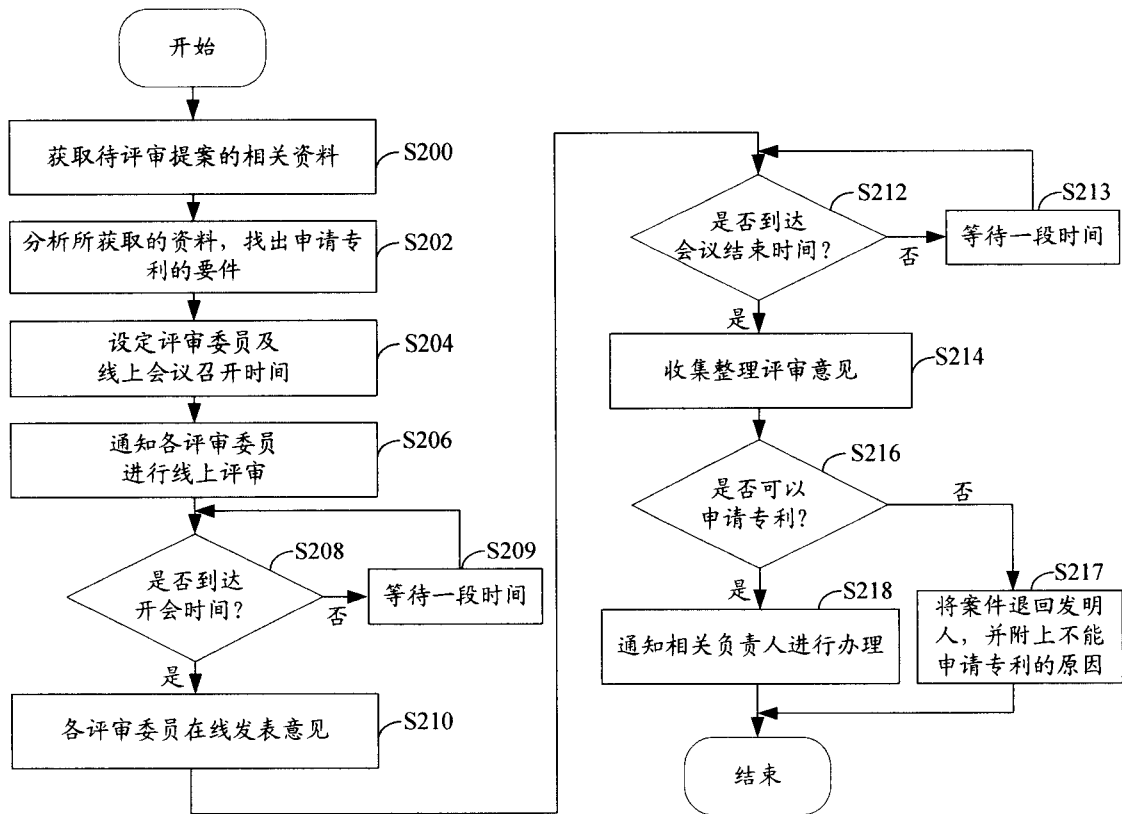 开始
获取待评审提案的相关资料
S200
分析所获取的资料，找出申请专
利的要件
S202
设定评审委员及
线上会议召开时间
S204
通知各评审委员
进行线上评审
S206
是否到达
开会时间？
S208
否
等待一段时间
S209
是
各评审委员在线发表意见
S210
是否到达
会议结束时间？
S212
否
等待一段时间
S213
是
收集整理评审意见
S214
是否可以
申请专利？
S216
否
是
通知相关负责人进行办理
S218
将案件退回发明
人，并附上不能
申请专利的原因
S217
结束